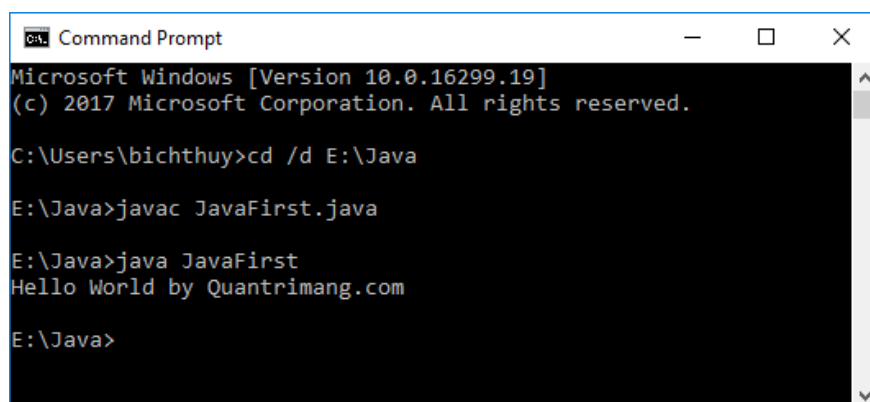 Command Prompt
Microsoft Windows [Version 10.0.16299.19]
(c) 2017 Microsoft Corporation. All rights reserved.
C:\Users\bichthuy>cd /d E:\Java
E:\Java>javac JavaFirst.java
E:\Java>java JavaFirst
Hello World by Quantrimang.com
E:\Java>